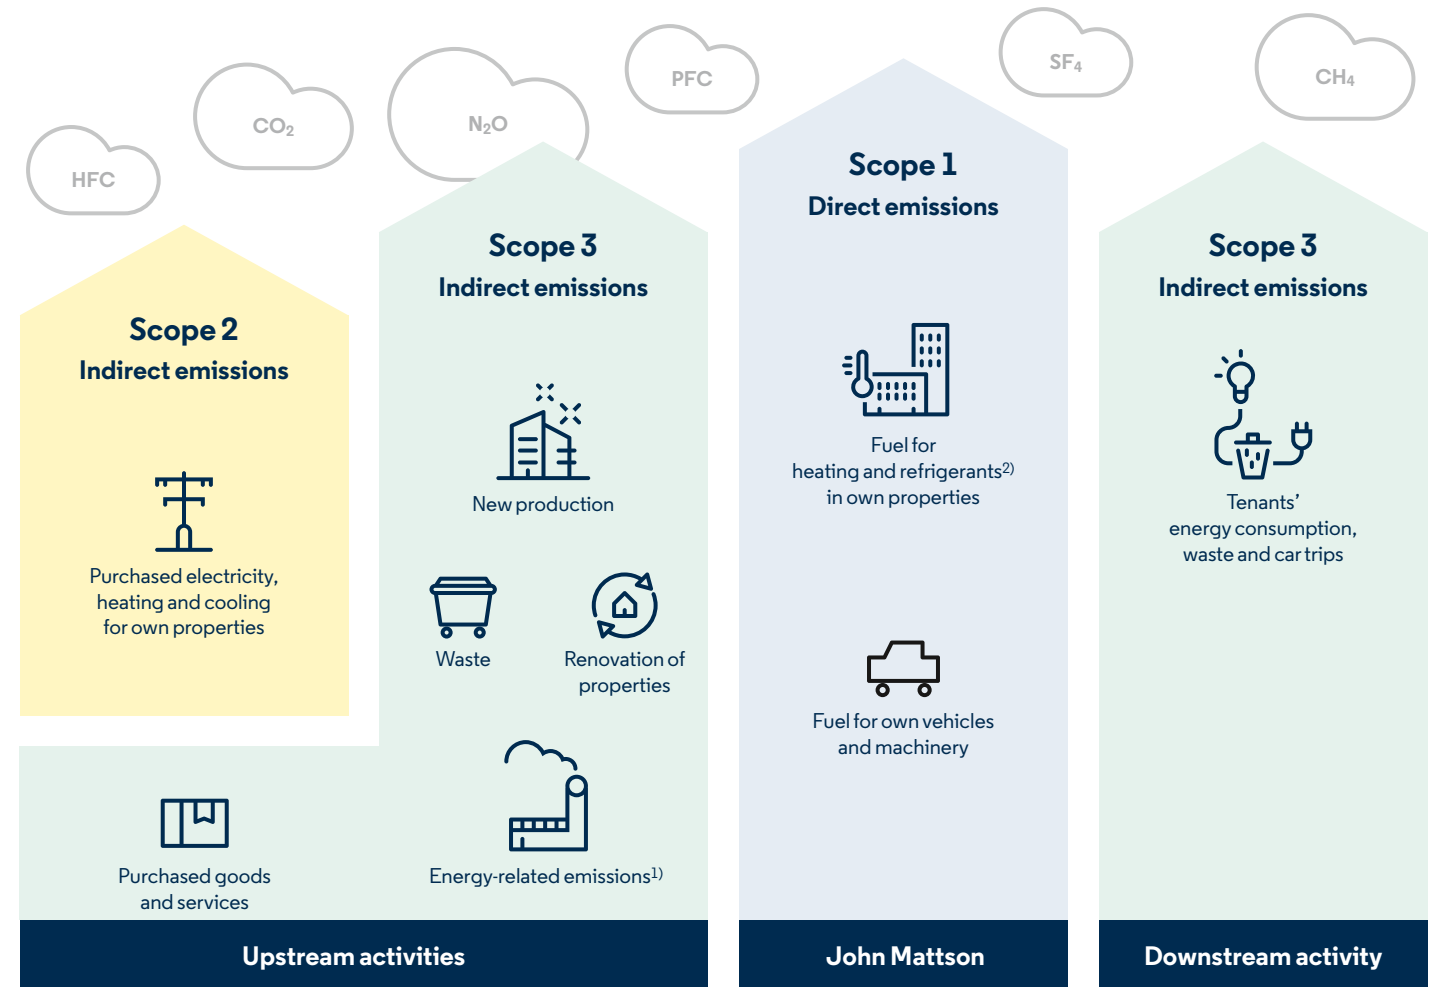 HFC
CO₂
N₂O
PFC
SF₄
CH₄
Scope 2
Indirect emissions
Purchased electricity,
heating and cooling
for own properties
Scope 3
Indirect emissions
New production
Waste
Renovation of
properties
Purchased goods
and services
Energy-related emissions¹⁾
Upstream activities
Scope 1
Direct emissions
Fuel for
heating and refrigerants²⁾
in own properties
Fuel for own vehicles
and machinery
John Mattson
Scope 3
Indirect emissions
Tenants’
energy consumption,
waste and car trips
Downstream activity